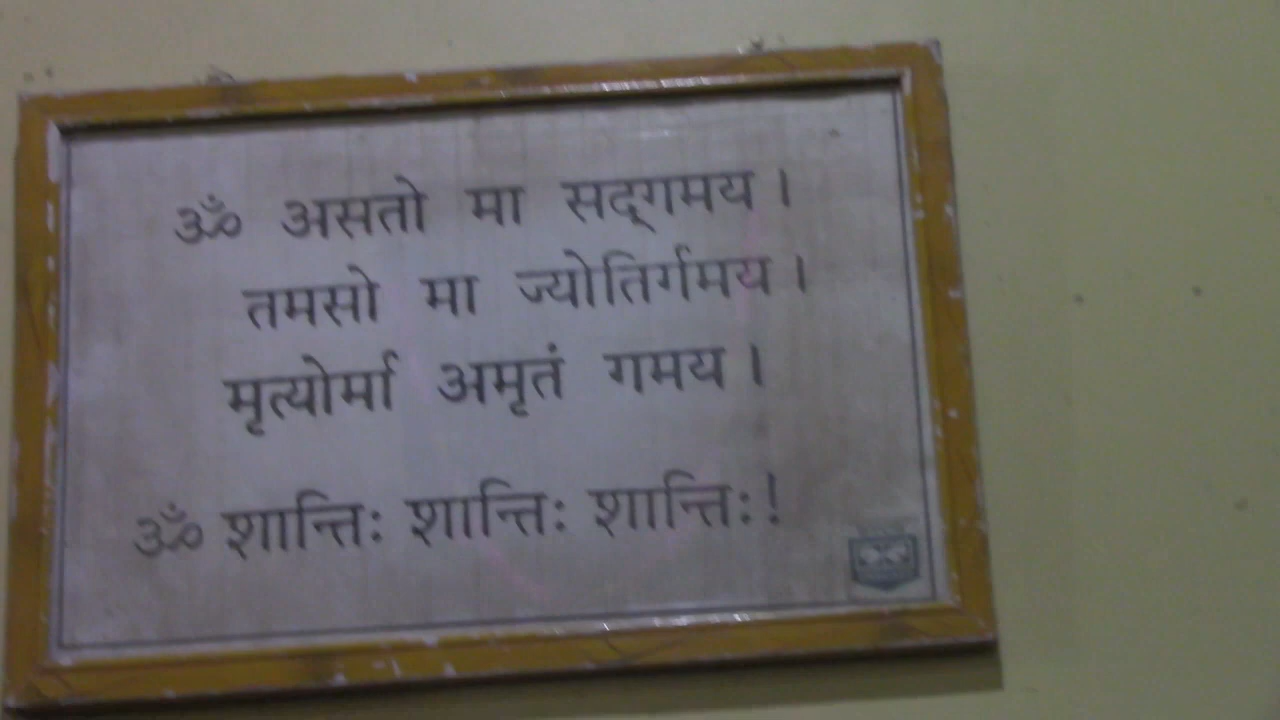 ॐ असतो मा सद्‌गमय।
तमसो मा ज्योतिर्गमय।
मृत्योर्मा अमृतं गमय।
ॐ शान्तिः शान्तिः शान्तिः!